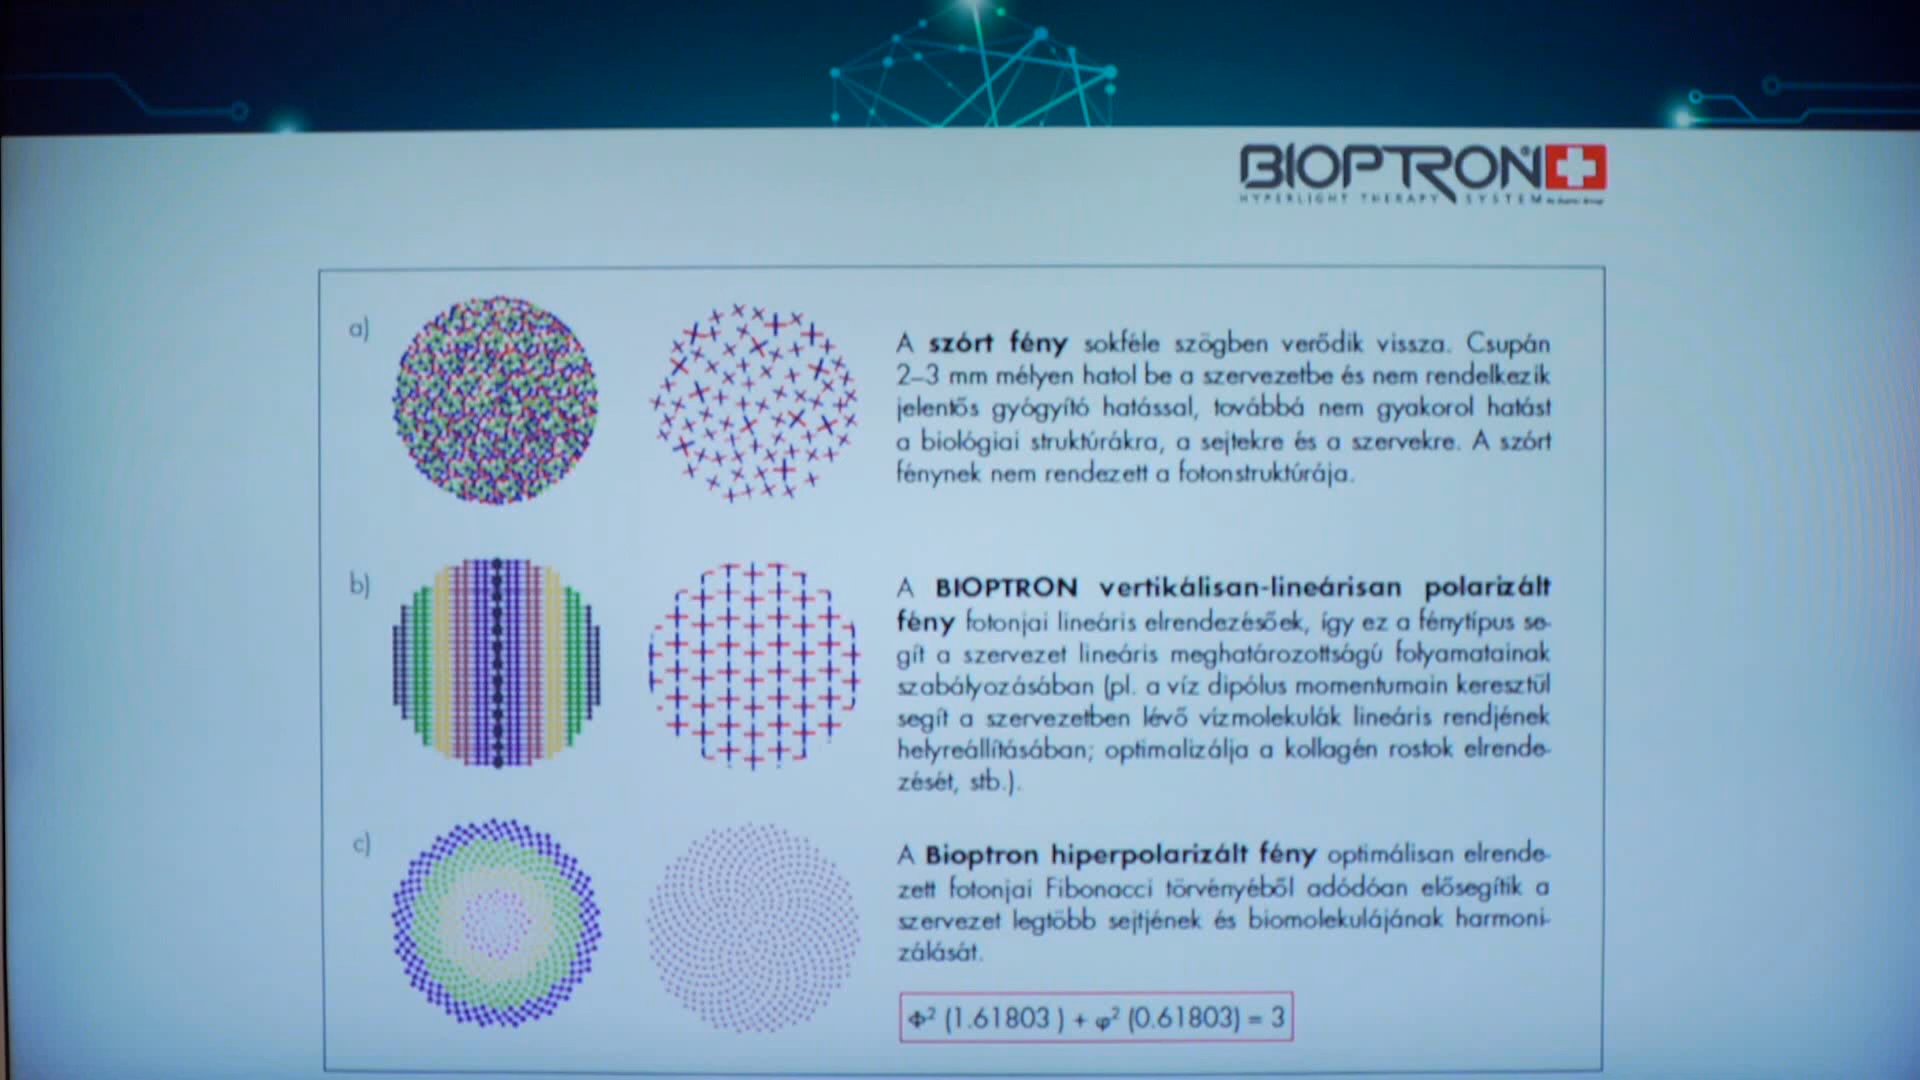 BIOPTRON
HYPERLIGHT THERAPY SYSTEM
a)
A szórt fény sokféle szögben verődik vissza. Csupán
2–3 mm mélyen hatol be a szervezetbe és nem rendelkezik
jelentős gyógyító hatással, továbbá nem gyakorol hatást
a biológiai struktúrákra, a sejtekre és a szervekre. A szórt
fénynek nem rendezett a fotonstruktúrája.
b)
A BIOPTRON vertikálisan-lineárisan polarizált
fény fotonjai lineáris elrendezésőek, így ez a fénytípus se-
gít a szervezet lineáris meghatározottságú folyamatainak
szabályozásában (pl. a víz dipólus momentumain keresztül
segít a szervezetben lévő vízmolekulák lineáris rendjének
helyreállításában; optimalizálja a kollagén rostok elrende-
zését, stb.).
c)
A Bioptron hiperpolarizált fény optimálisan elrende-
zett fotonjai Fibonacci törvényéből adódóan elősegítik a
szervezet legtöbb sejtjének és biomolekulájának harmoni-
zálását.
Φ² (1.61803 ) + φ² (0.61803) = 3